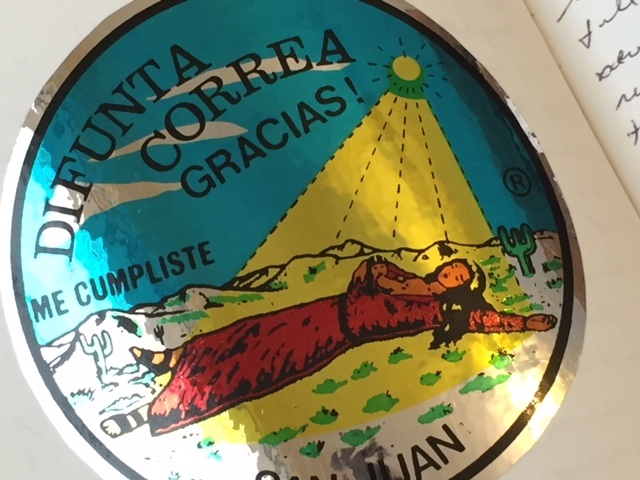 DIFUNTA
CORREA
GRACIAS!
®
ME CUMPLISTE
SAN JUAN